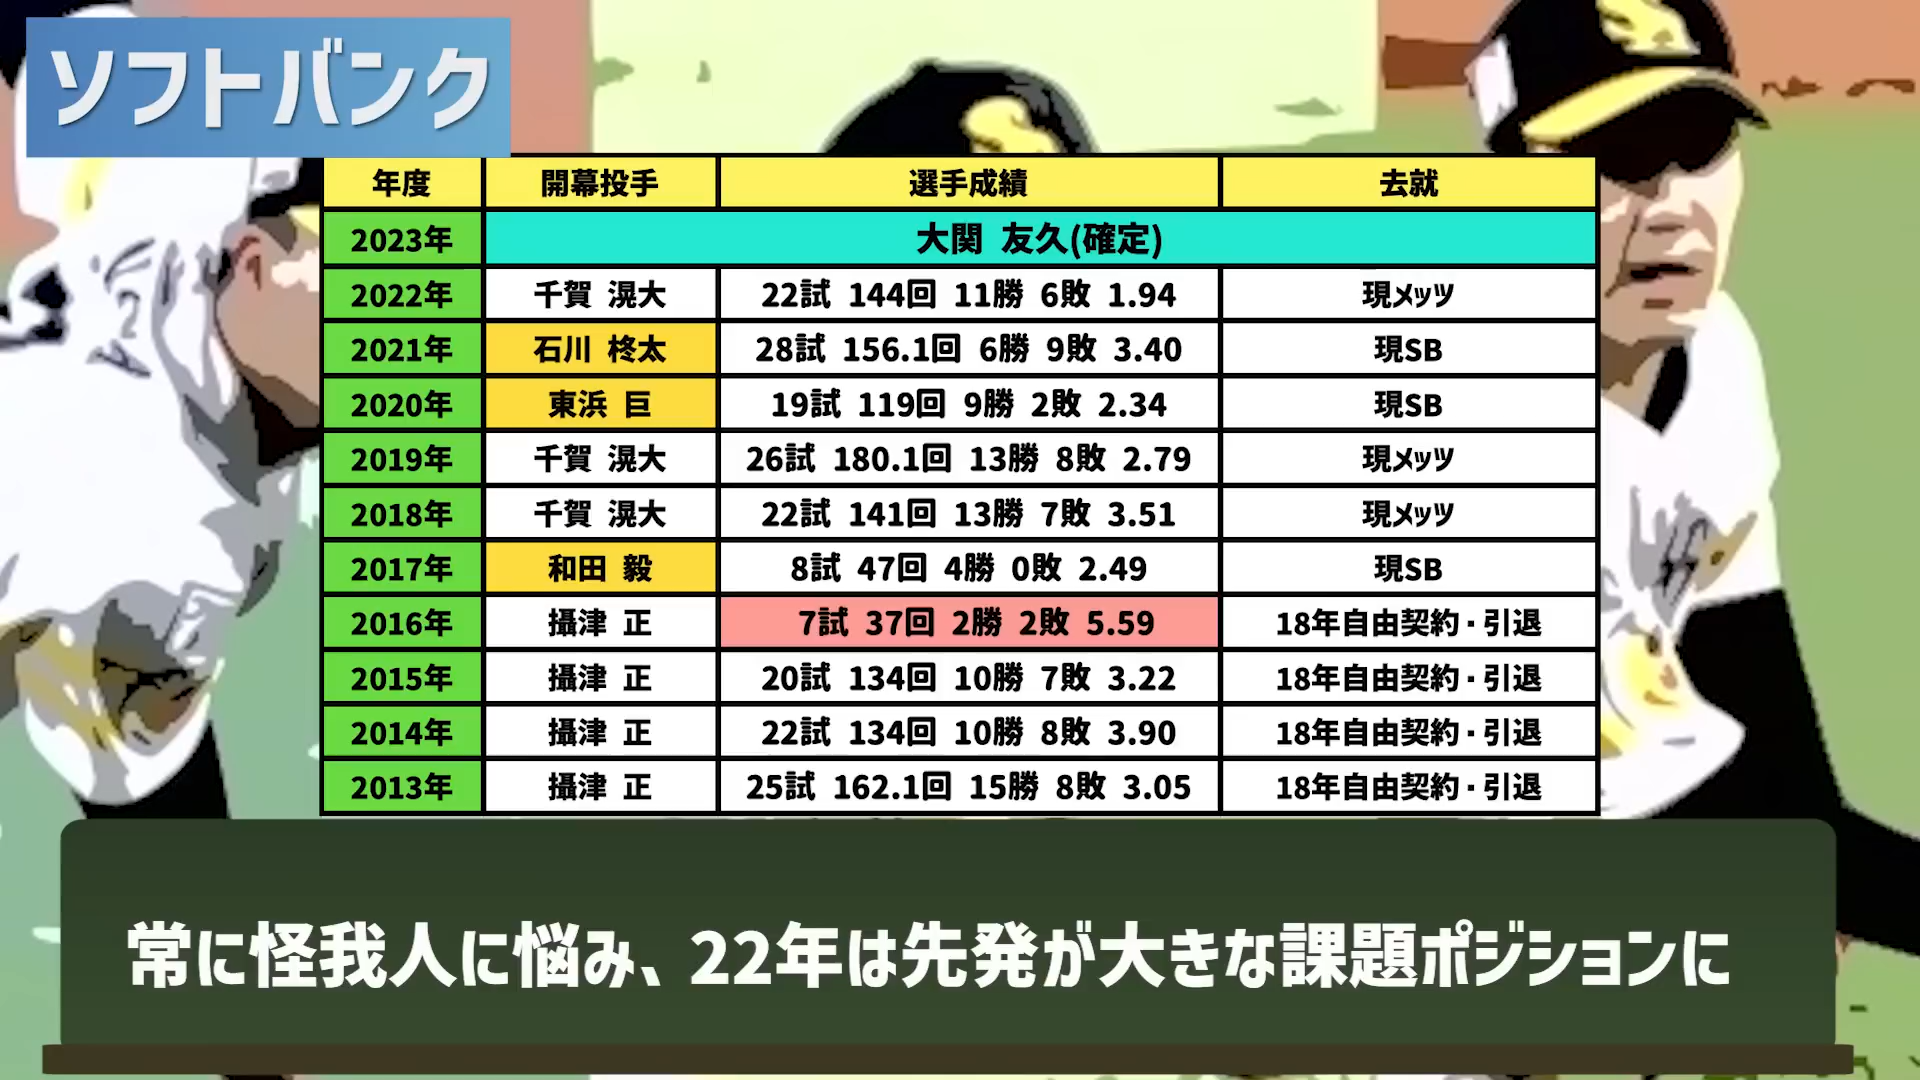 ソフトバンク
年度 開幕投手 選手成績 去就
2023年 大関 友久(確定)
2022年 千賀 滉大 22試 144回 11勝 6敗 1.94 現メッツ
2021年 石川 柊太 28試 156.1回 6勝 9敗 3.40 現SB
2020年 東浜 巨 19試 119回 9勝 2敗 2.34 現SB
2019年 千賀 滉大 26試 180.1回 13勝 8敗 2.79 現メッツ
2018年 千賀 滉大 22試 141回 13勝 7敗 3.51 現メッツ
2017年 和田 毅 8試 47回 4勝 0敗 2.49 現SB
2016年 攝津 正 7試 37回 2勝 2敗 5.59 18年自由契約・引退
2015年 攝津 正 20試 134回 10勝 7敗 3.22 18年自由契約・引退
2014年 攝津 正 22試 134回 10勝 8敗 3.90 18年自由契約・引退
2013年 攝津 正 25試 162.1回 15勝 8敗 3.05 18年自由契約・引退
常に怪我人に悩み、22年は先発が大きな課題ポジションに